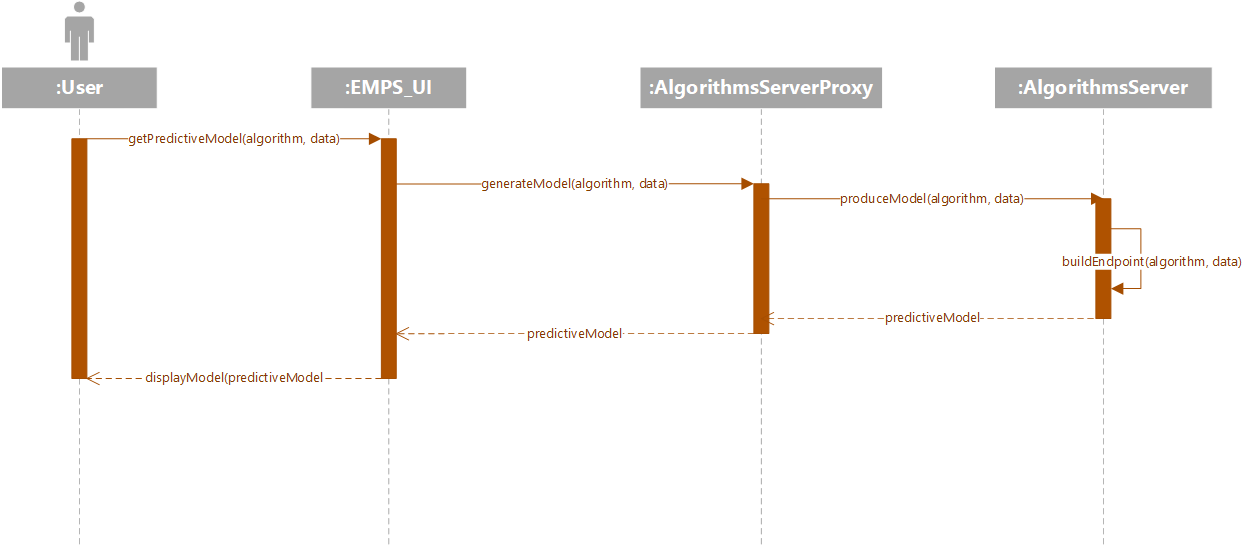 :User
:EMPS_UI
:AlgorithmsServerProxy
:AlgorithmsServer
getPredictiveModel(algorithm, data)
generateModel(algorithm, data)
produceModel(algorithm, data)
buildEndpoint(algorithm, data)
predictiveModel
predictiveModel
displayModel(predictiveModel